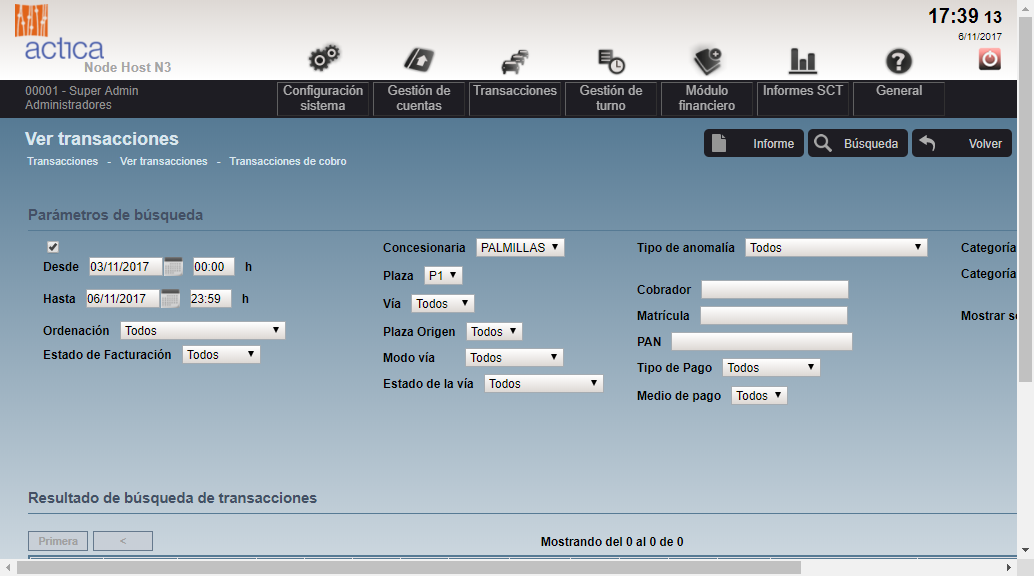 17:39 13
6/11/2017
actica
Node Host N3
00001 - Super Admin
Administradores
Configuración
sistema
Gestión de
cuentas
Transacciones
Gestión de
turno
Módulo
financiero
Informes SCT
General
Ver transacciones
Transacciones - Ver transacciones - Transacciones de cobro
Informe
Búsqueda
Volver
Parámetros de búsqueda
Desde 03/11/2017 00:00 h
Hasta 06/11/2017 23:59 h
Ordenación Todos
Estado de Facturación Todos
Concesionaria PALMILLAS
Plaza P1
Vía Todos
Plaza Origen Todos
Modo vía Todos
Estado de la vía Todos
Tipo de anomalía Todos
Cobrador
Matrícula
PAN
Tipo de Pago Todos
Medio de pago Todos
Categoría
Categoría
Mostrar
Resultado de búsqueda de transacciones
Primera
<
Mostrando del 0 al 0 de 0